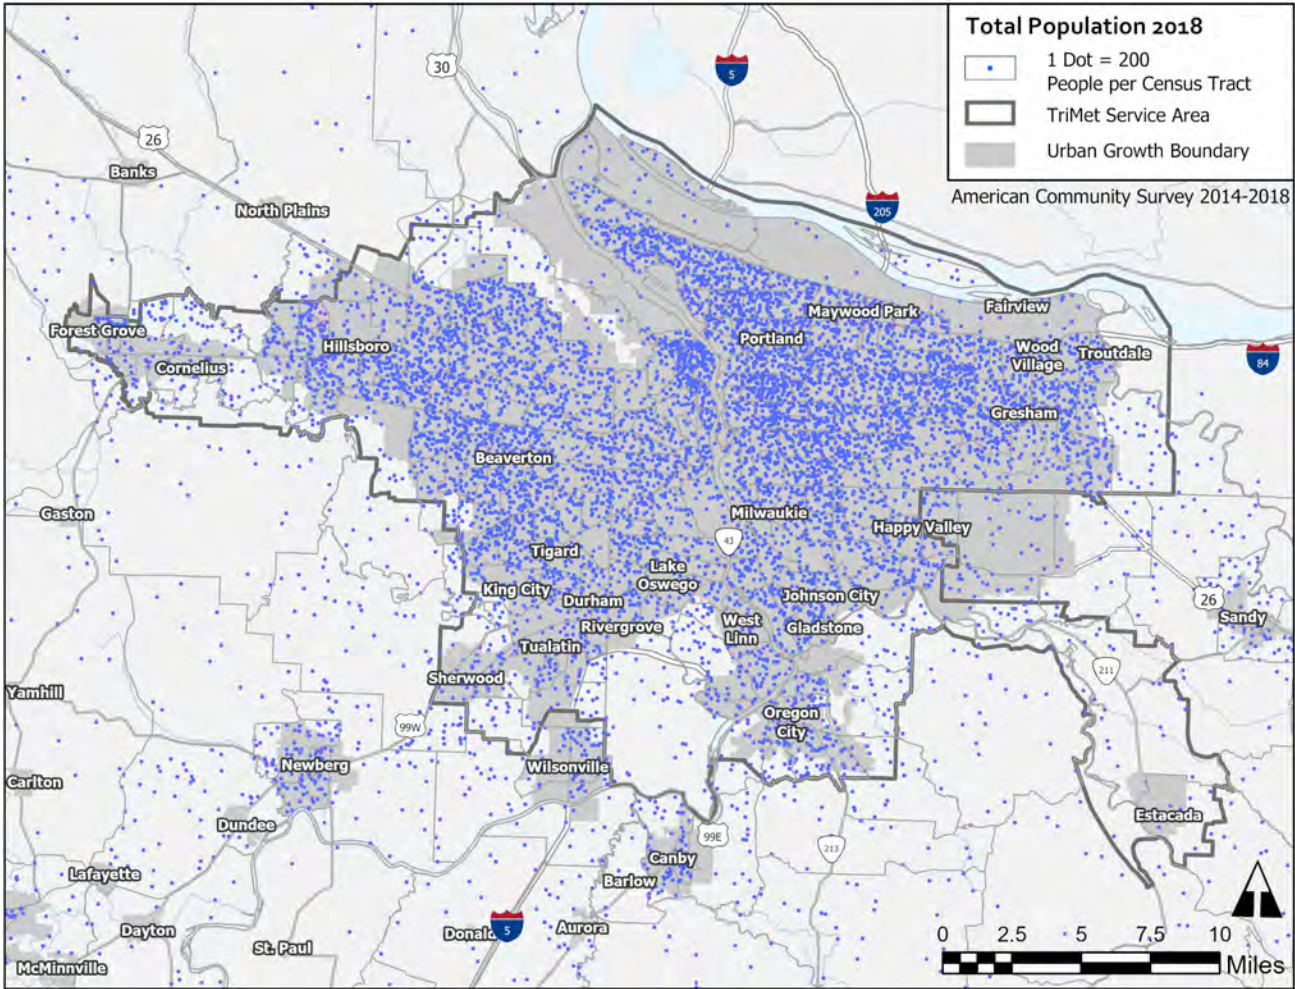 Total Population 2018
1 Dot = 200
People per Census Tract
TriMet Service Area
Urban Growth Boundary
American Community Survey 2014-2018
30
5
26
Banks
North Plains
205
Forest Grove
Cornelius
Hillsboro
Maywood Park
Fairview
Portland
Wood
Village
Troutdale
84
Gresham
Beaverton
Gaston
Milwaukie
Happy Valley
43
Tigard
Lake
Oswego
King City
Durham
Johnson City
26
Sandy
Rivergrove
West
Linn
Gladstone
Tualatin
Sherwood
211
Yamhill
99W
Oregon
City
Newberg
Wilsonville
Carlton
Dundee
99E
213
Estacada
Canby
Lafayette
Barlow
Dayton
St. Paul
Donald
5
Aurora
McMinnville
0 2.5 5 7.5 10
Miles